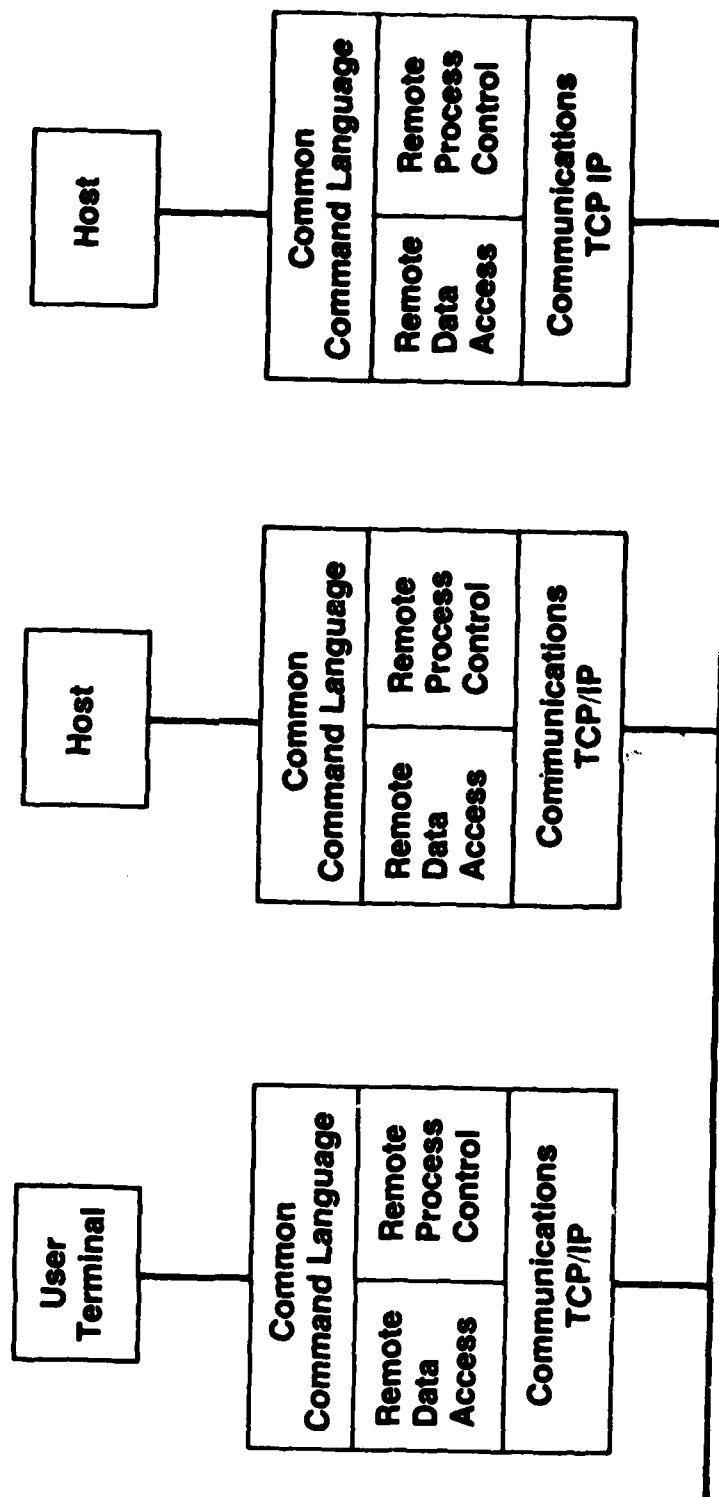 User
Terminal
Common
Command Language
Remote
Data
Access
Remote
Process
Control
Communications
TCP/IP
Host
Common
Command Language
Remote
Data
Access
Remote
Process
Control
Communications
TCP/IP
Host
Common
Command Language
Remote
Data
Access
Remote
Process
Control
Communications
TCP IP